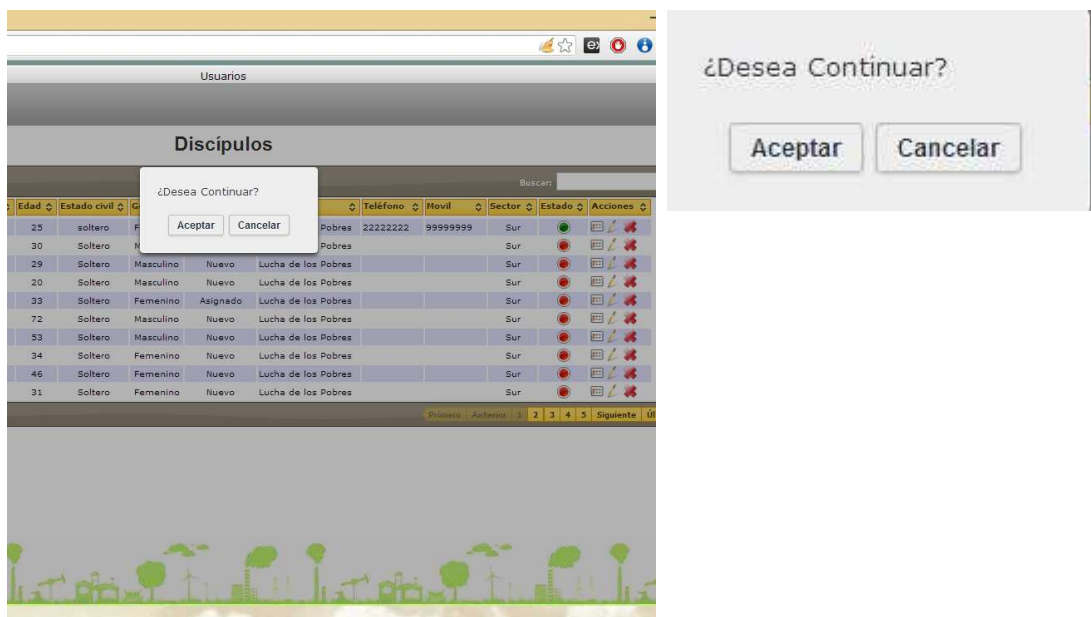 Usuarios
Discípulos
Buscar:
¿Desea Continuar?
Aceptar Cancelar
Edad Estado civil Teléfono Movil Sector Estado Acciones
25 soltero Pobres 22222222 99999999 Sur
30 Soltero Pobres Sur
29 Soltero Masculino Nuevo Lucha de los Pobres Sur
20 Soltero Masculino Nuevo Lucha de los Pobres Sur
33 Soltero Femenino Asignado Lucha de los Pobres Sur
72 Soltero Masculino Nuevo Lucha de los Pobres Sur
53 Soltero Masculino Nuevo Lucha de los Pobres Sur
34 Soltero Femenino Nuevo Lucha de los Pobres Sur
46 Soltero Femenino Nuevo Lucha de los Pobres Sur
31 Soltero Femenino Nuevo Lucha de los Pobres Sur
Primero Anterior 1 2 3 4 5 Siguiente
¿Desea Continuar?
Aceptar Cancelar